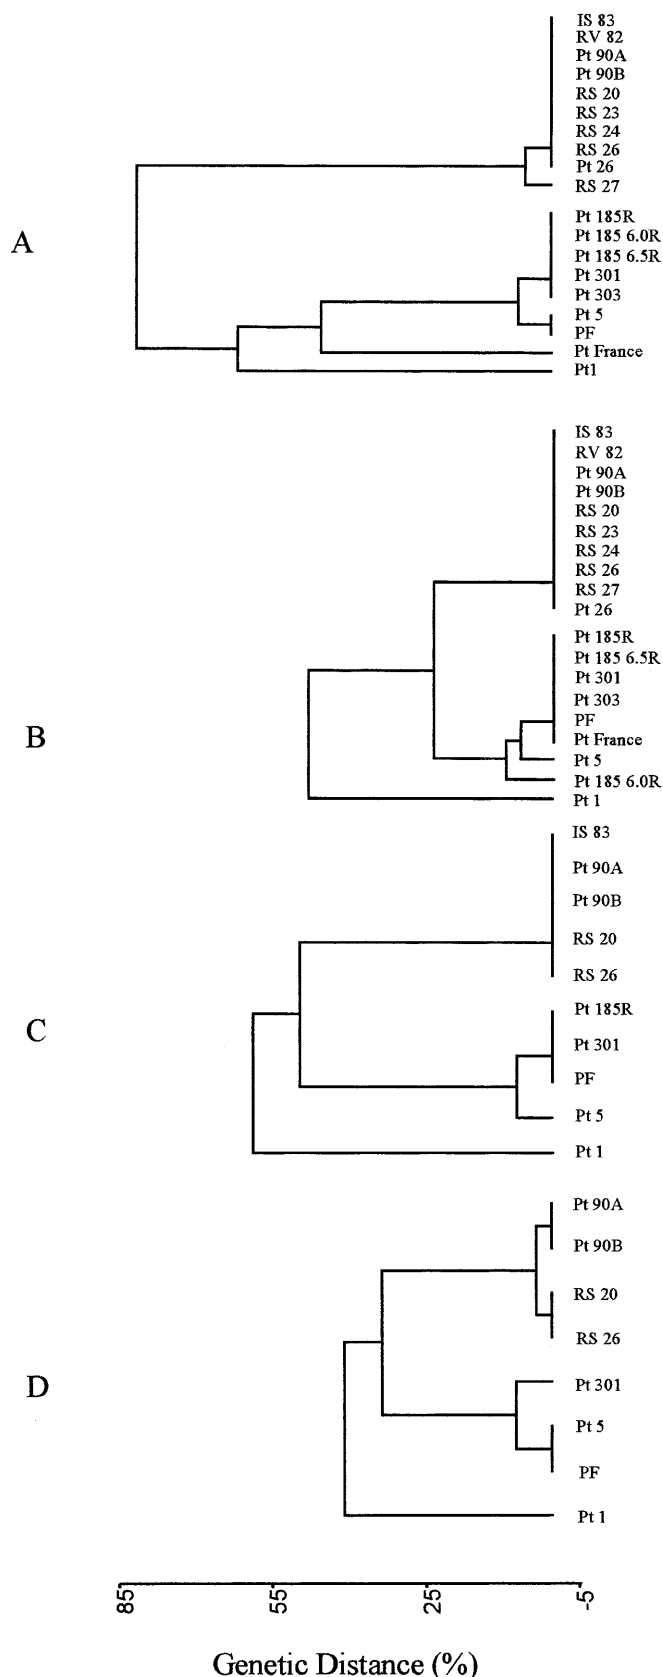 IS 83
RV 82
Pt 90A
Pt 90B
RS 20
RS 23
RS 24
RS 26
Pt 26
RS 27
A
Pt 185R
Pt 185 6.0R
Pt 185 6.5R
Pt 301
Pt 303
Pt 5
PF
Pt France
Pt1
IS 83
RV 82
Pt 90A
Pt 90B
RS 20
RS 23
RS 24
RS 26
RS 27
Pt 26
Pt 185R
Pt 185 6.5R
Pt 301
Pt 303
B
PF
Pt France
Pt 5
Pt 185 6.0R
Pt 1
IS 83
Pt 90A
Pt 90B
RS 20
RS 26
Pt 185R
C
Pt 301
PF
Pt 5
Pt 1
Pt 90A
Pt 90B
RS 20
RS 26
D
Pt 301
Pt 5
PF
Pt 1
85 55 25 -5
Genetic Distance (%)